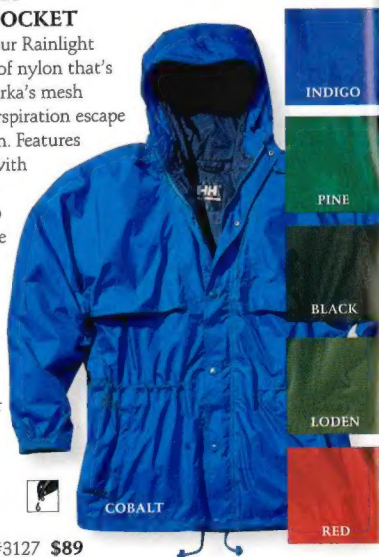 OCKET
ur Rainlight
of nylon that's
rka's mesh
rspiration escape
n. Features
vith
e
HH
COBALT
#3127 $89
INDIGO
PINE
BLACK
LODEN
RED